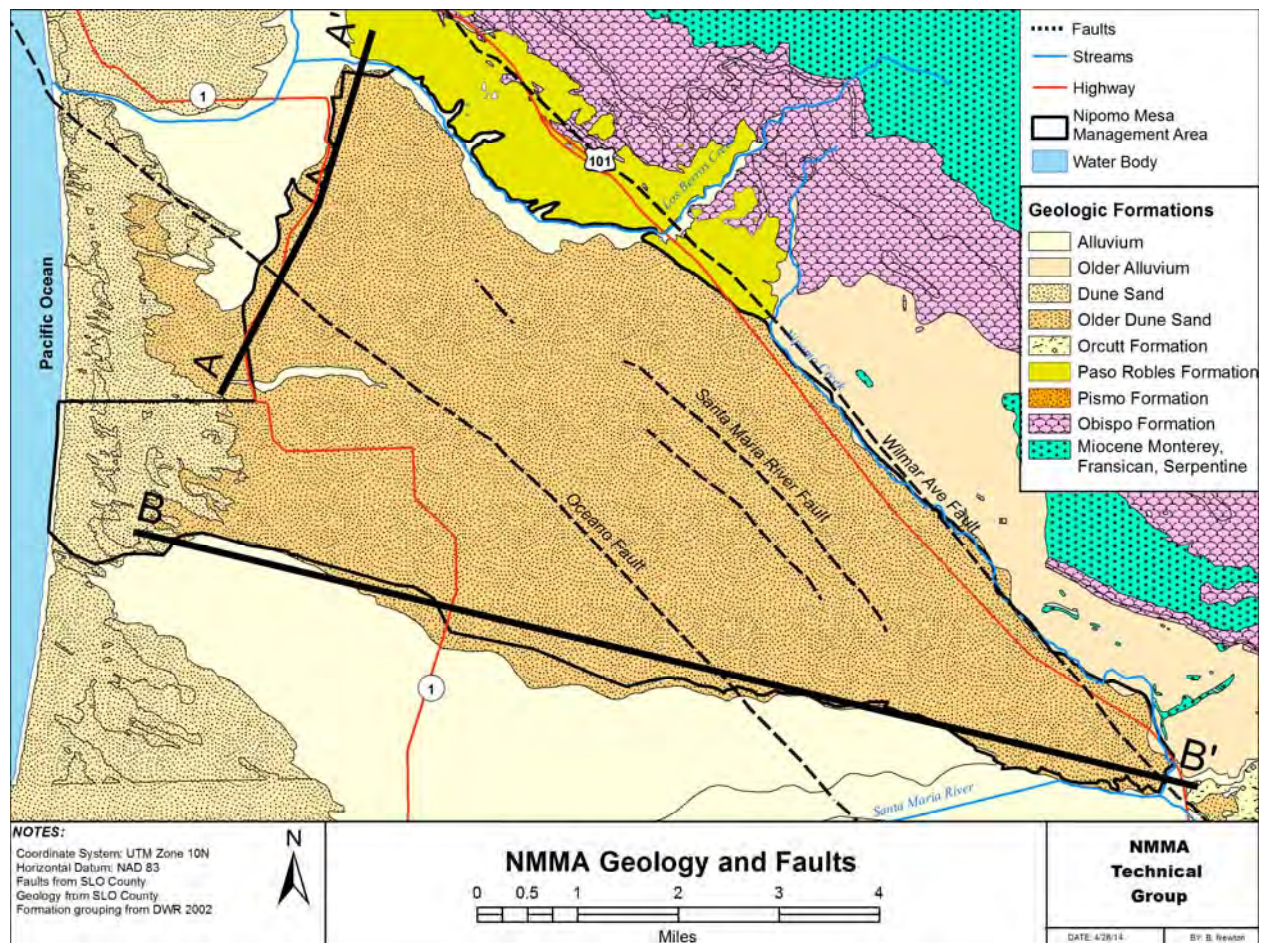 A'
1
101
Los Berros Creek
Pacific Ocean
A
Nipomo Creek
Santa Maria River Fault
Wilmar Ave Fault
B
Oceano Fault
1
B'
Santa Maria River
Faults
Streams
Highway
Nipomo Mesa
Management Area
Water Body
Geologic Formations
Alluvium
Older Alluvium
Dune Sand
Older Dune Sand
Orcutt Formation
Paso Robles Formation
Pismo Formation
Obispo Formation
Miocene Monterey,
Fransican, Serpentine
NOTES:
Coordinate System: UTM Zone 10N
Horizontal Datum: NAD 83
Faults from SLO County
Geology from SLO County
Formation grouping from DWR 2002
N
NMMA Geology and Faults
0 0.5 1 2 3 4
Miles
NMMA
Technical
Group
DATE: 4/28/14 BY: B. Newton